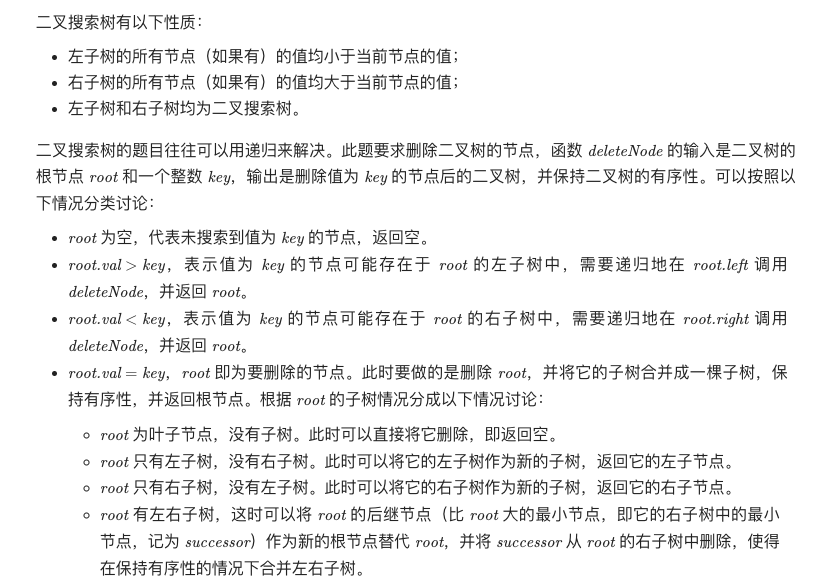 二叉搜索树有以下性质：
• 左子树的所有节点（如果有）的值均小于当前节点的值；
• 右子树的所有节点（如果有）的值均大于当前节点的值；
• 左子树和右子树均为二叉搜索树。
二叉搜索树的题目往往可以用递归来解决。此题要求删除二叉树的节点，函数 deleteNode 的输入是二叉树的
根节点 root 和一个整数 key，输出是删除值为 key 的节点后的二叉树，并保持二叉树的有序性。可以按照以
下情况分类讨论：
• root 为空，代表未搜索到值为 key 的节点，返回空。
• root.val > key，表示值为 key 的节点可能存在于 root 的左子树中，需要递归地在 root.left 调用
deleteNode，并返回 root。
• root.val < key，表示值为 key 的节点可能存在于 root 的右子树中，需要递归地在 root.right 调用
deleteNode，并返回 root。
• root.val = key，root 即为要删除的节点。此时要做的是删除 root，并将它的子树合并成一棵子树，保
持有序性，并返回根节点。根据 root 的子树情况分成以下情况讨论：
◦ root 为叶子节点，没有子树。此时可以直接将它删除，即返回空。
◦ root 只有左子树，没有右子树。此时可以将它的左子树作为新的子树，返回它的左子节点。
◦ root 只有右子树，没有左子树。此时可以将它的右子树作为新的子树，返回它的右子节点。
◦ root 有左右子树，这时可以将 root 的后继节点（比 root 大的最小节点，即它的右子树中的最小
节点，记为 successor）作为新的根节点替代 root，并将 successor 从 root 的右子树中删除，使得
在保持有序性的情况下合并左右子树。